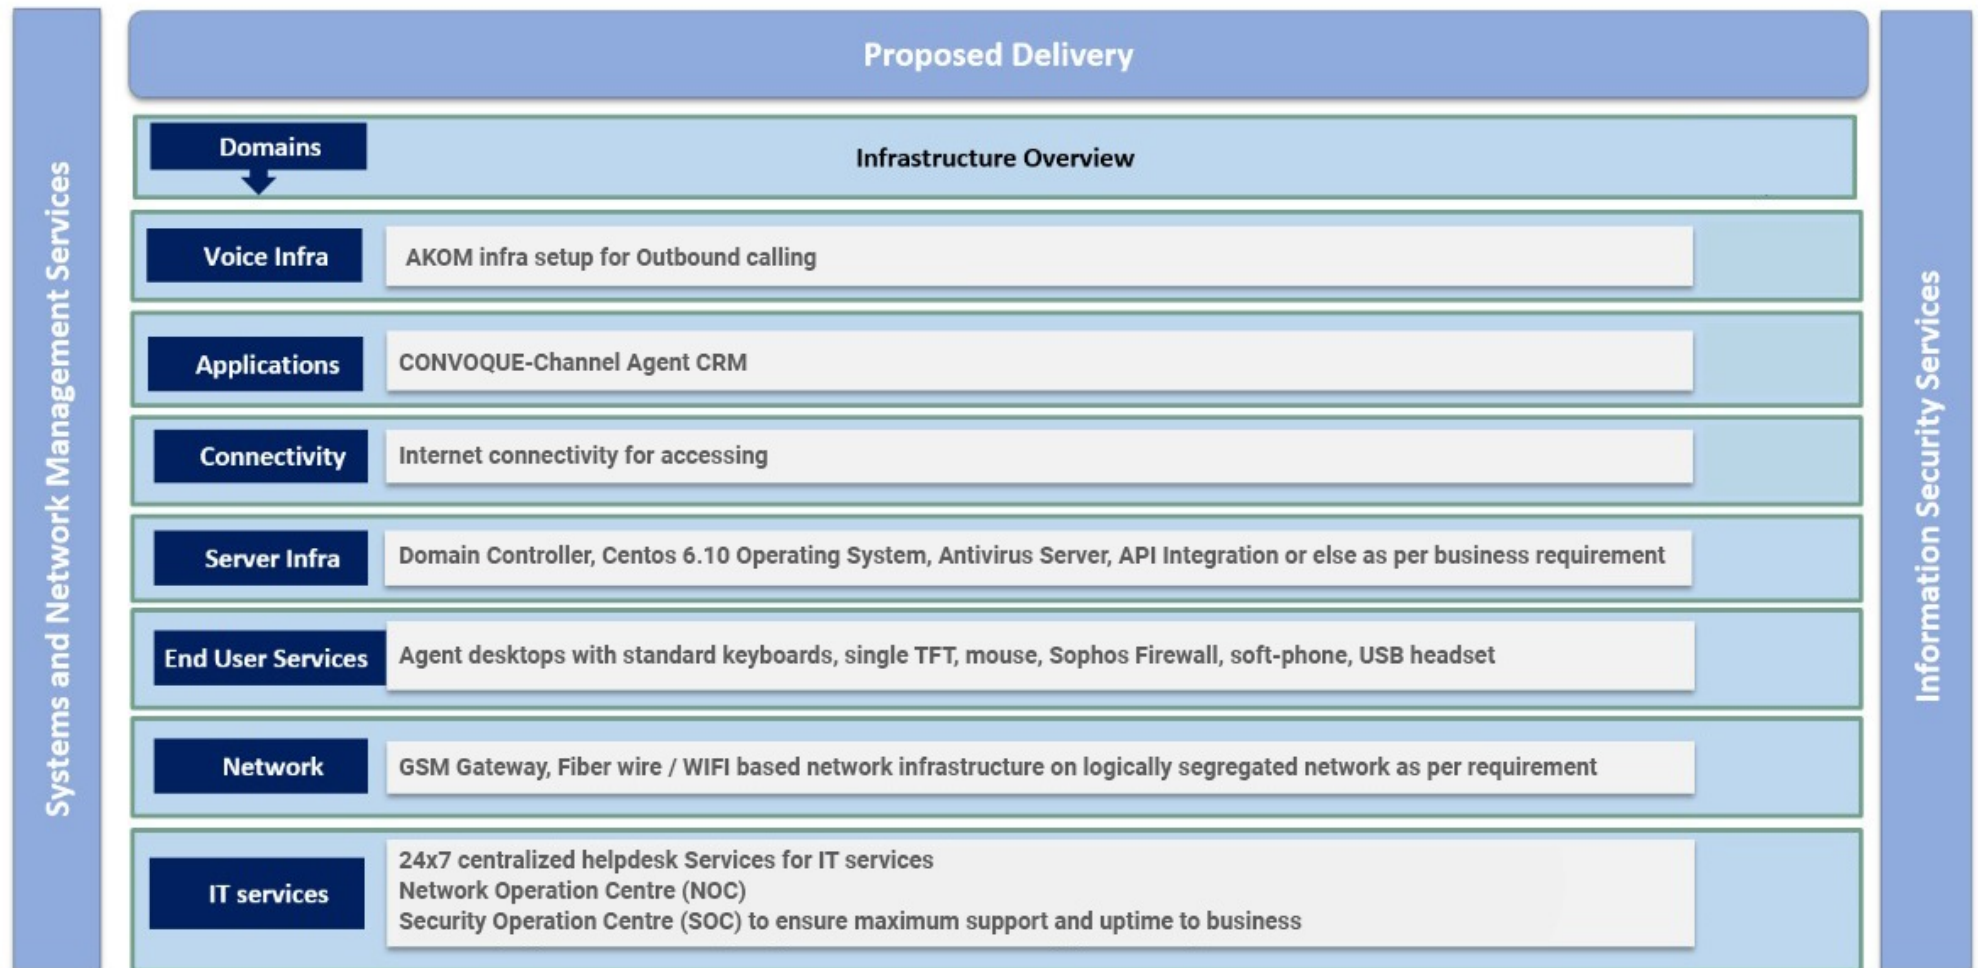 Proposed Delivery
Systems and Network Management Services
Domains
Infrastructure Overview
Voice Infra
AKOM infra setup for Outbound calling
Applications
CONVOQUE-Channel Agent CRM
Connectivity
Internet connectivity for accessing
Server Infra
Domain Controller, Centos 6.10 Operating System, Antivirus Server, API Integration or else as per business requirement
End User Services
Agent desktops with standard keyboards, single TFT, mouse, Sophos Firewall, soft-phone, USB headset
Network
GSM Gateway, Fiber wire / WIFI based network infrastructure on logically segregated network as per requirement
IT services
24x7 centralized helpdesk Services for IT services
Network Operation Centre (NOC)
Security Operation Centre (SOC) to ensure maximum support and uptime to business
Information Security Services